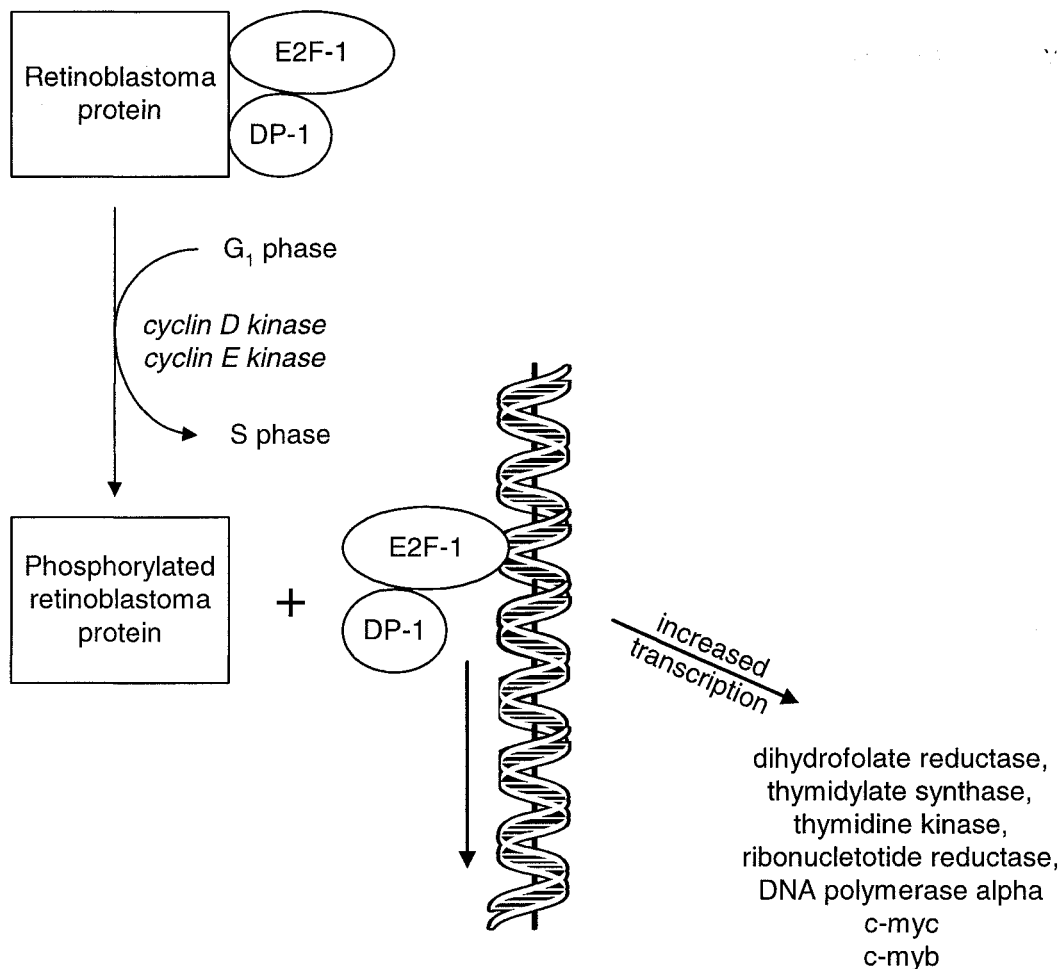 Retinoblastoma
protein
E2F-1
DP-1
G₁ phase
cyclin D kinase
cyclin E kinase
S phase
Phosphorylated
retinoblastoma
protein
+
E2F-1
DP-1
increased
transcription
dihydrofolate reductase,
thymidylate synthase,
thymidine kinase,
ribonucletotide reductase,
DNA polymerase alpha
c-myc
c-myb